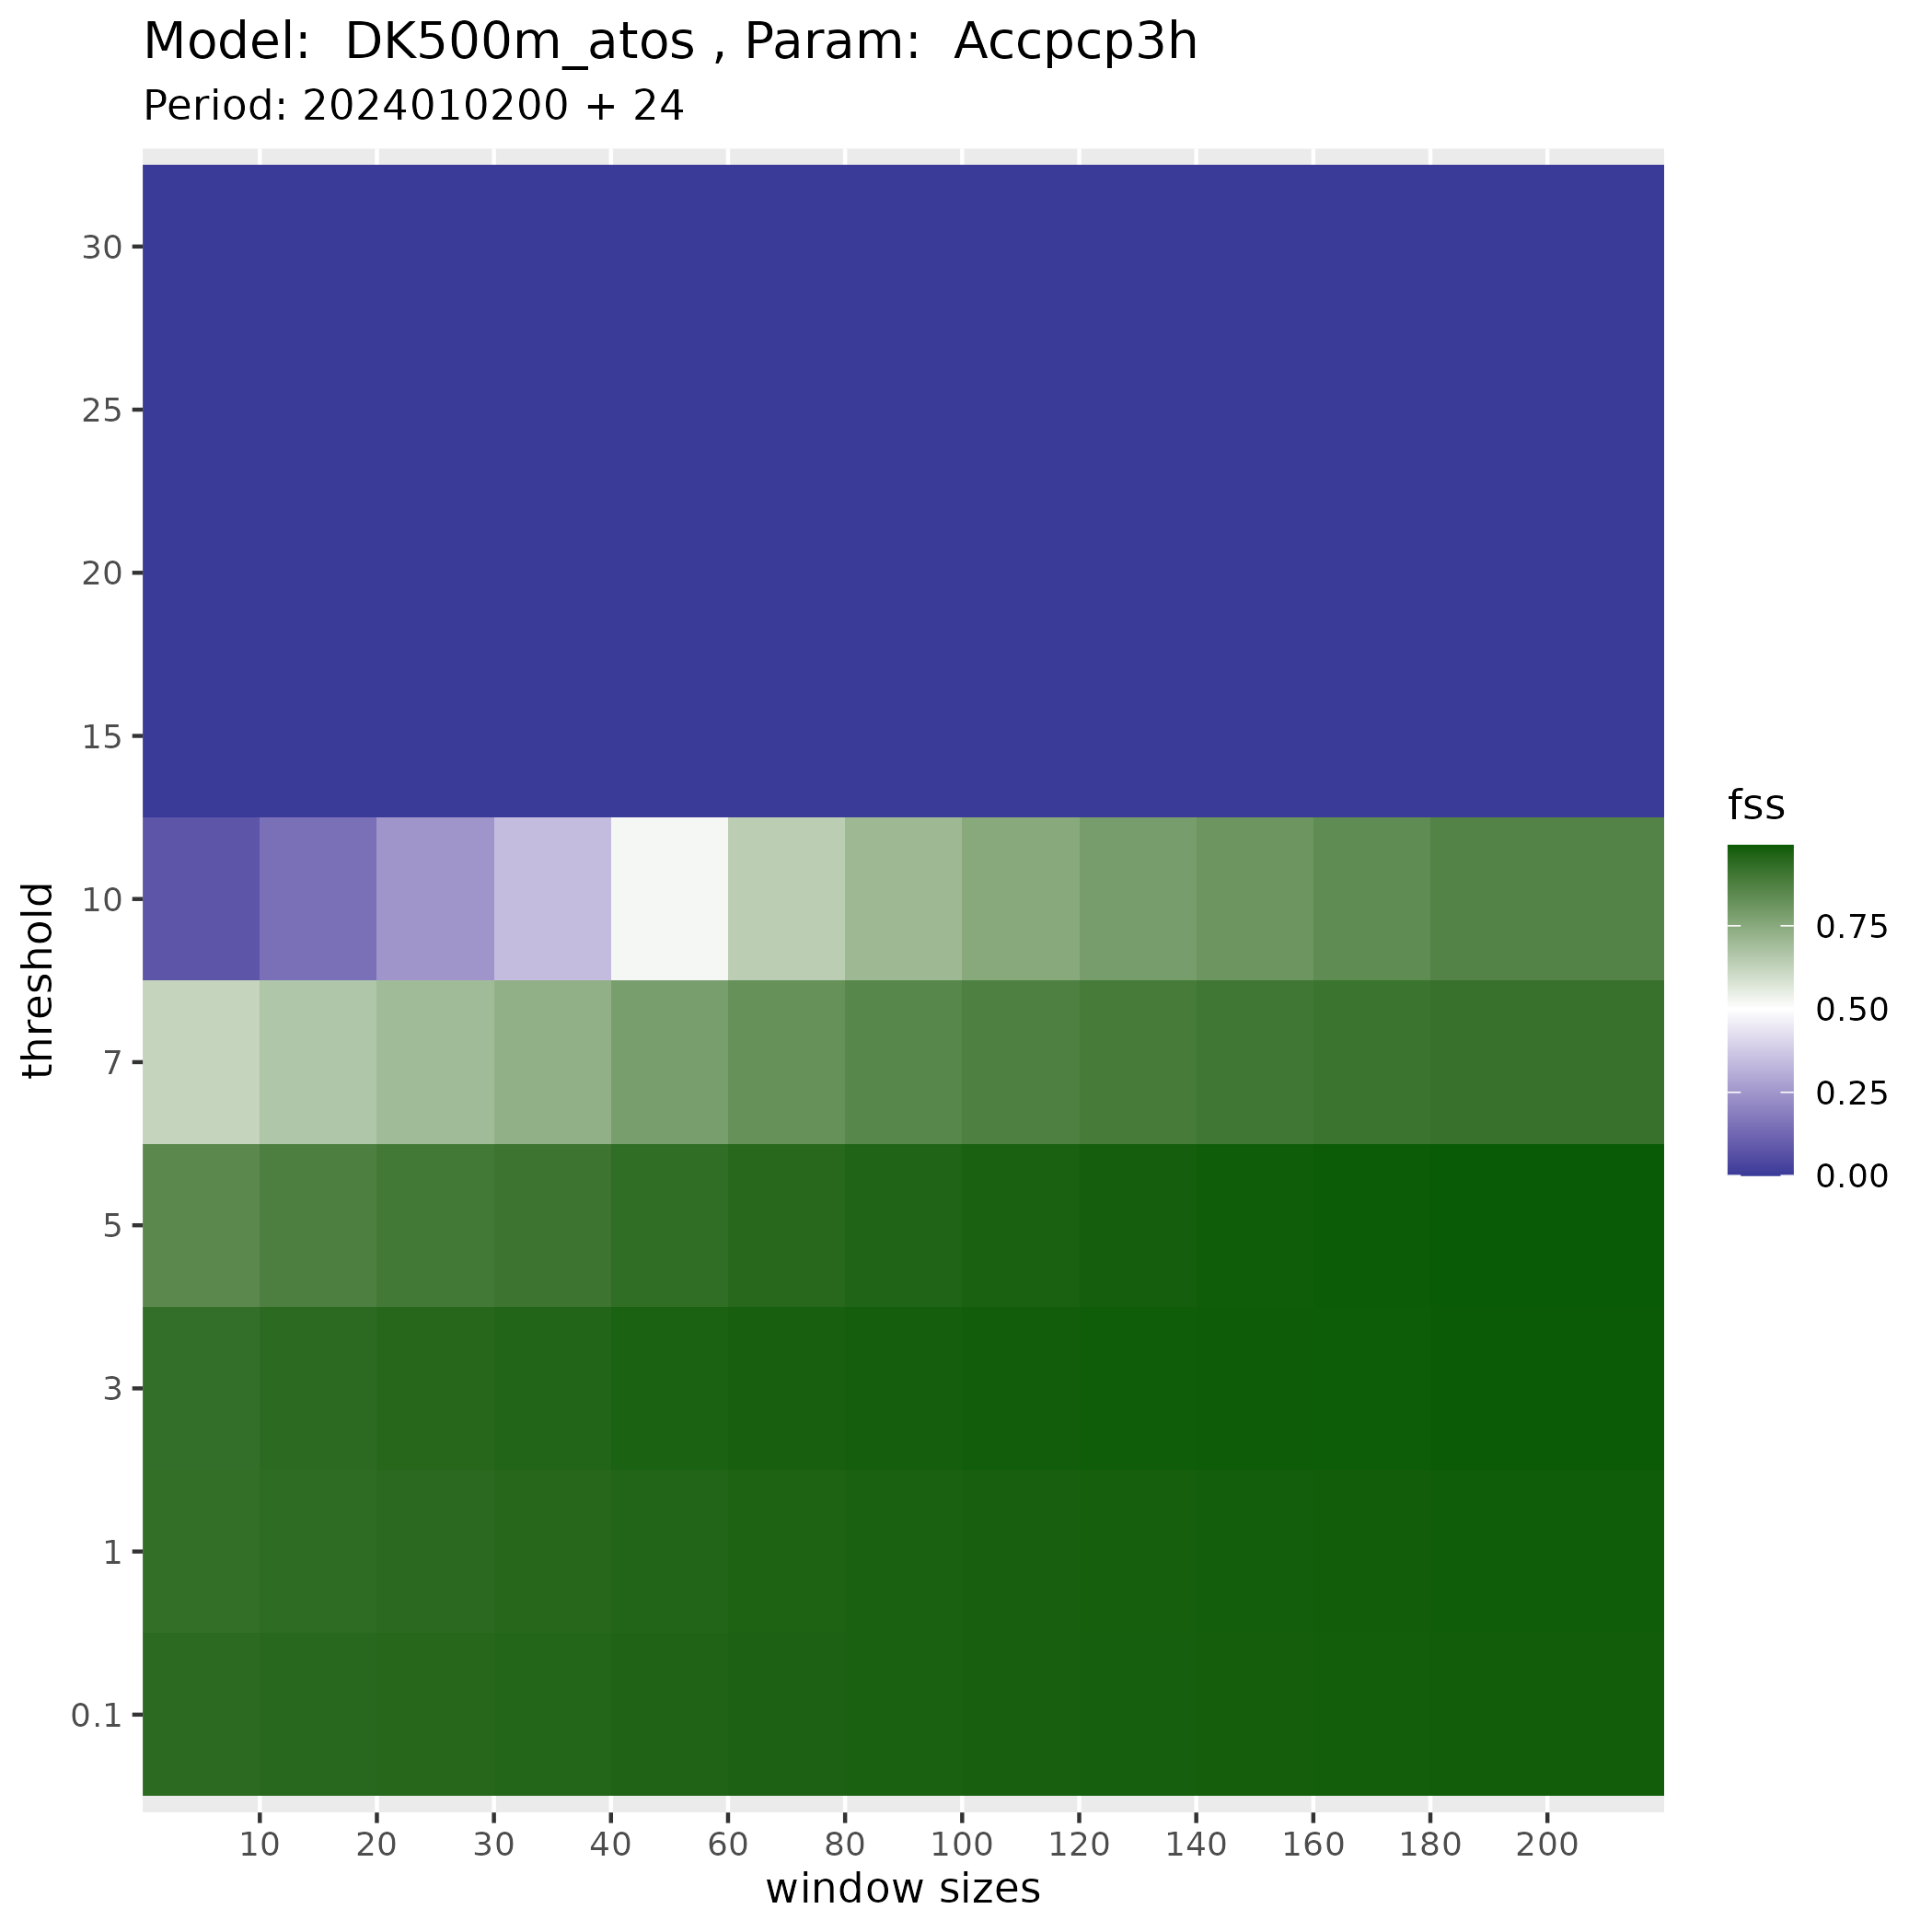 Model:  DK500m_atos , Param:  Accpcp3h
Period: 2024010200 + 24
30
25
20
15
10
7
5
3
1
0.1
threshold
10 20 30 40 60 80 100 120 140 160 180 200
window sizes
fss
0.75
0.50
0.25
0.00